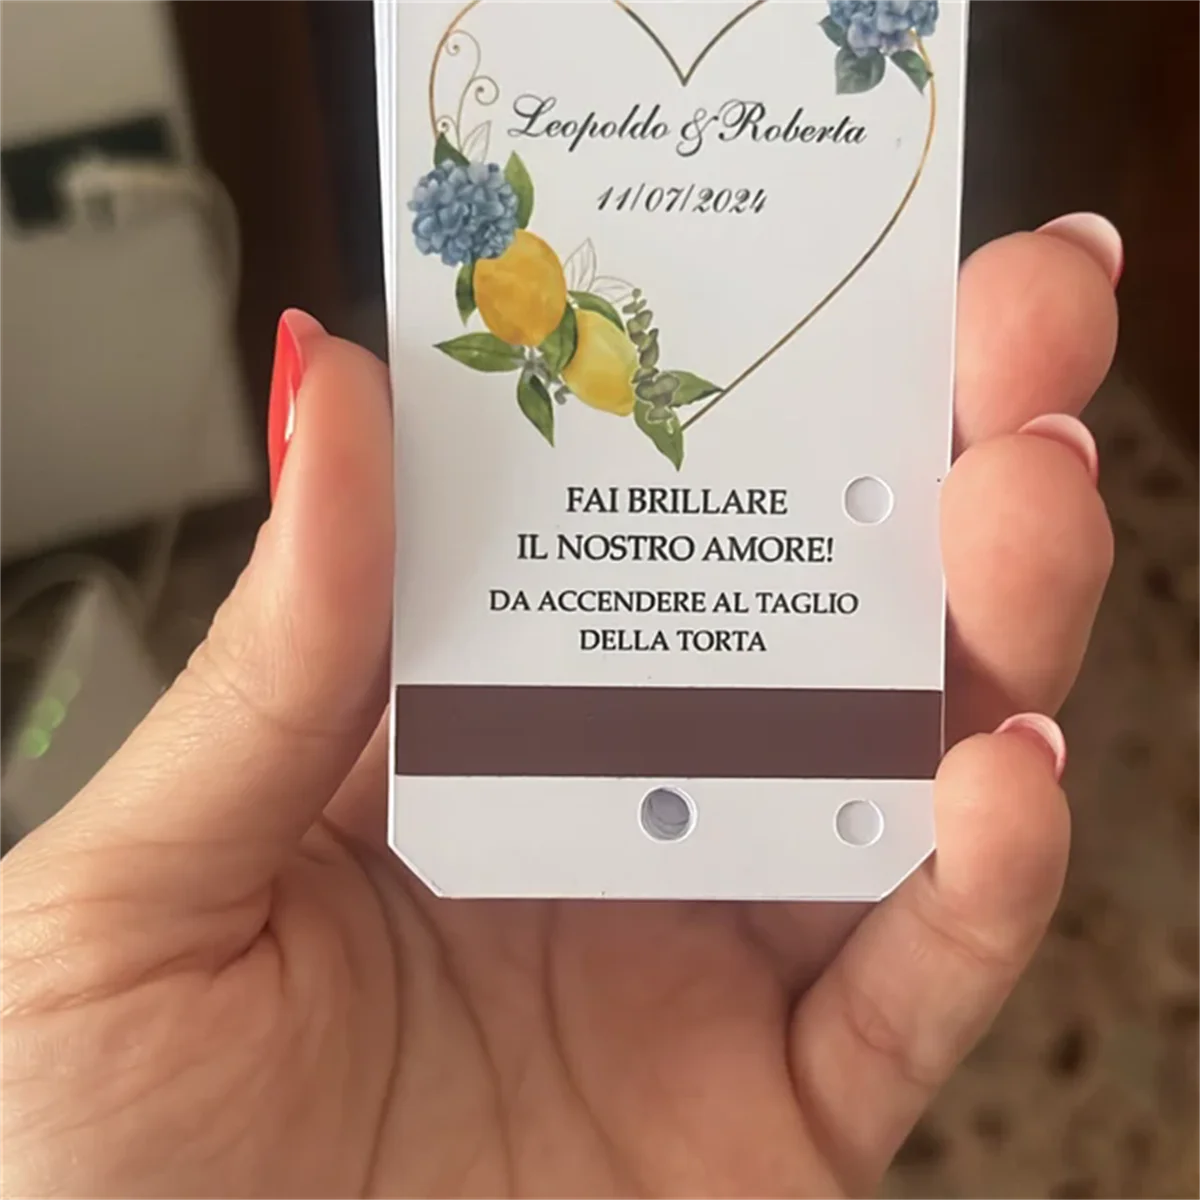 Leopoldo & Roberta
11/07/2024
FAI BRILLARE
IL NOSTRO AMORE!
DA ACCENDERE AL TAGLIO
DELLA TORTA